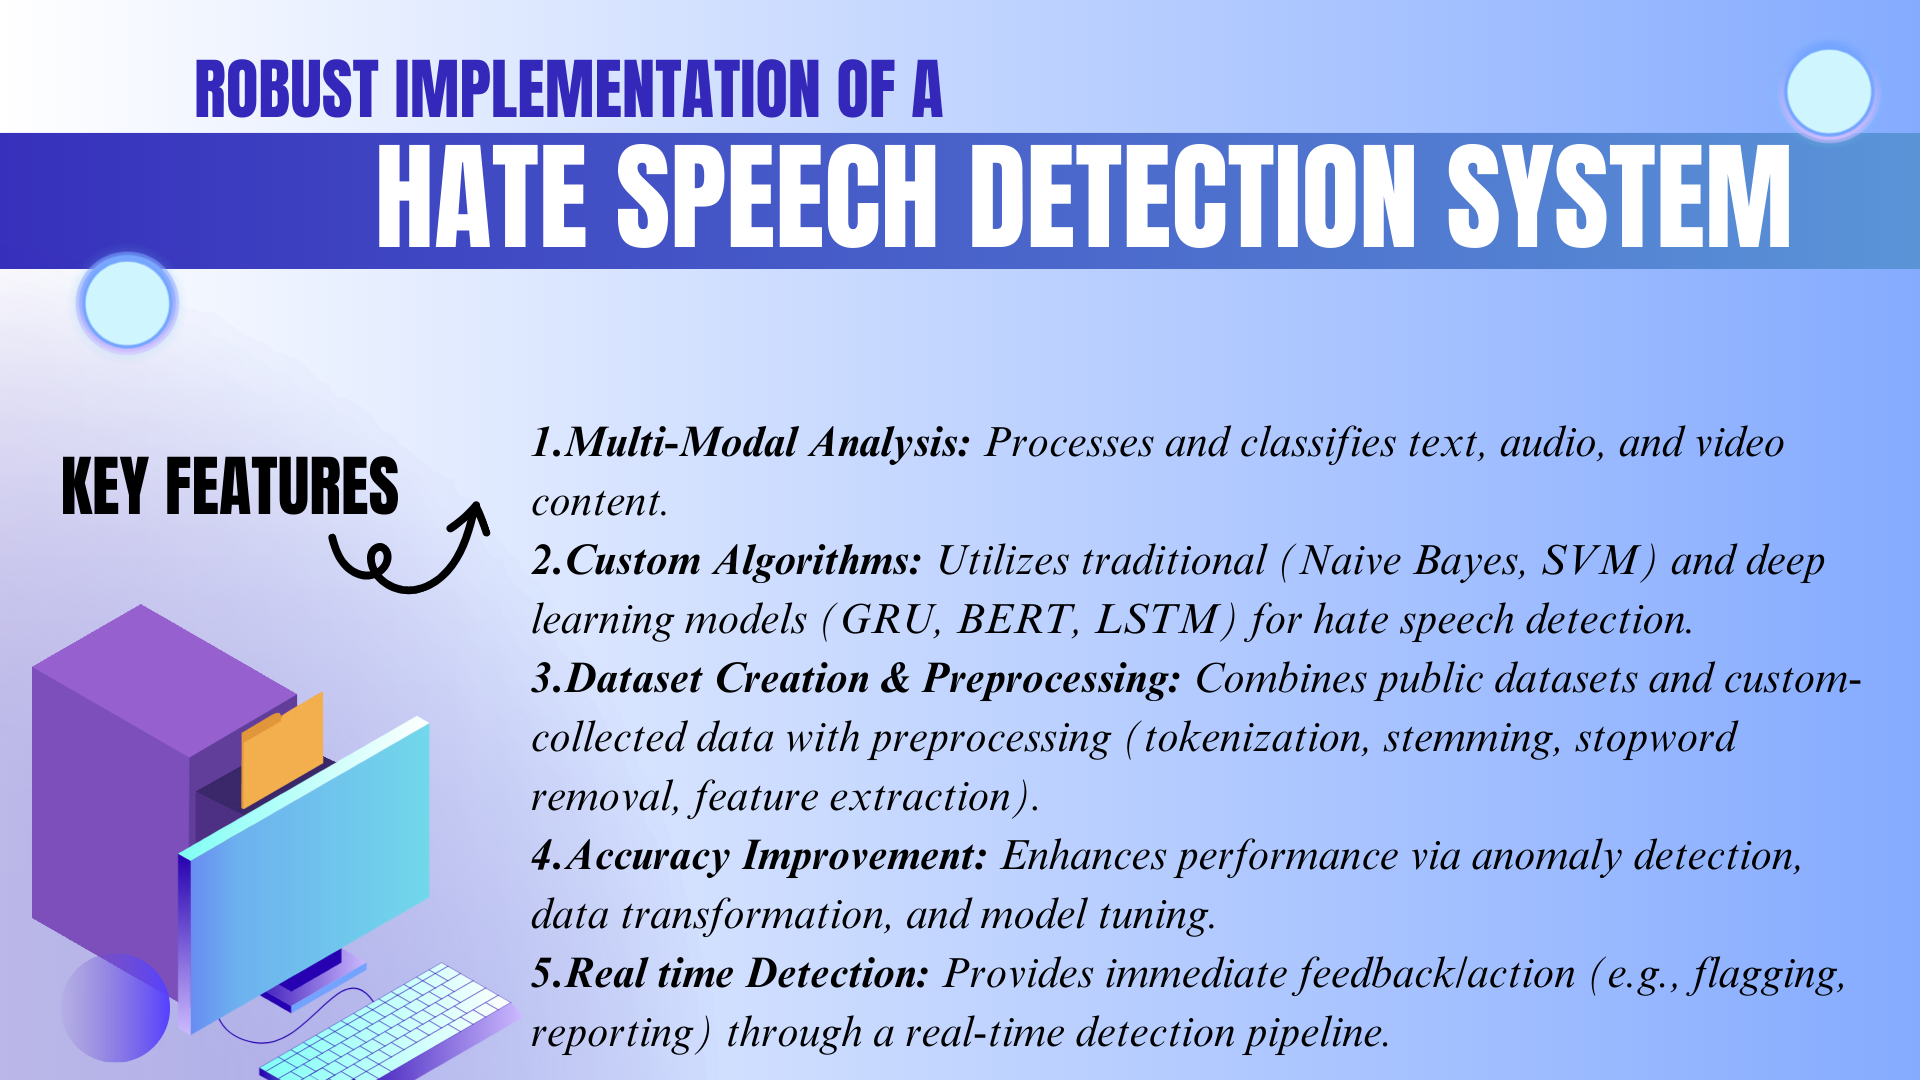 ROBUST IMPLEMENTATION OF A
HATE SPEECH DETECTION SYSTEM
KEY FEATURES
1.Multi-Modal Analysis: Processes and classifies text, audio, and video
content.
2.Custom Algorithms: Utilizes traditional (Naive Bayes, SVM) and deep
learning models (GRU, BERT, LSTM) for hate speech detection.
3.Dataset Creation & Preprocessing: Combines public datasets and custom-
collected data with preprocessing (tokenization, stemming, stopword
removal, feature extraction).
4.Accuracy Improvement: Enhances performance via anomaly detection,
data transformation, and model tuning.
5.Real time Detection: Provides immediate feedback/action (e.g., flagging,
reporting) through a real-time detection pipeline.